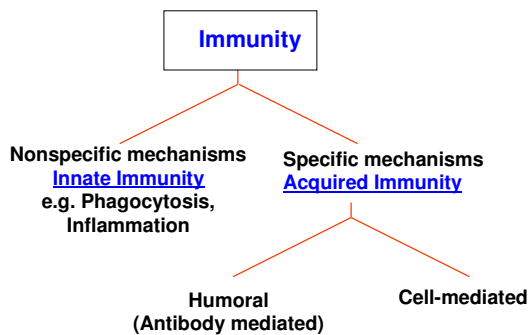 Immunity
Nonspecific mechanisms
Innate Immunity
e.g. Phagocytosis,
Inflammation
Specific mechanisms
Acquired Immunity
Humoral
(Antibody mediated)
Cell-mediated